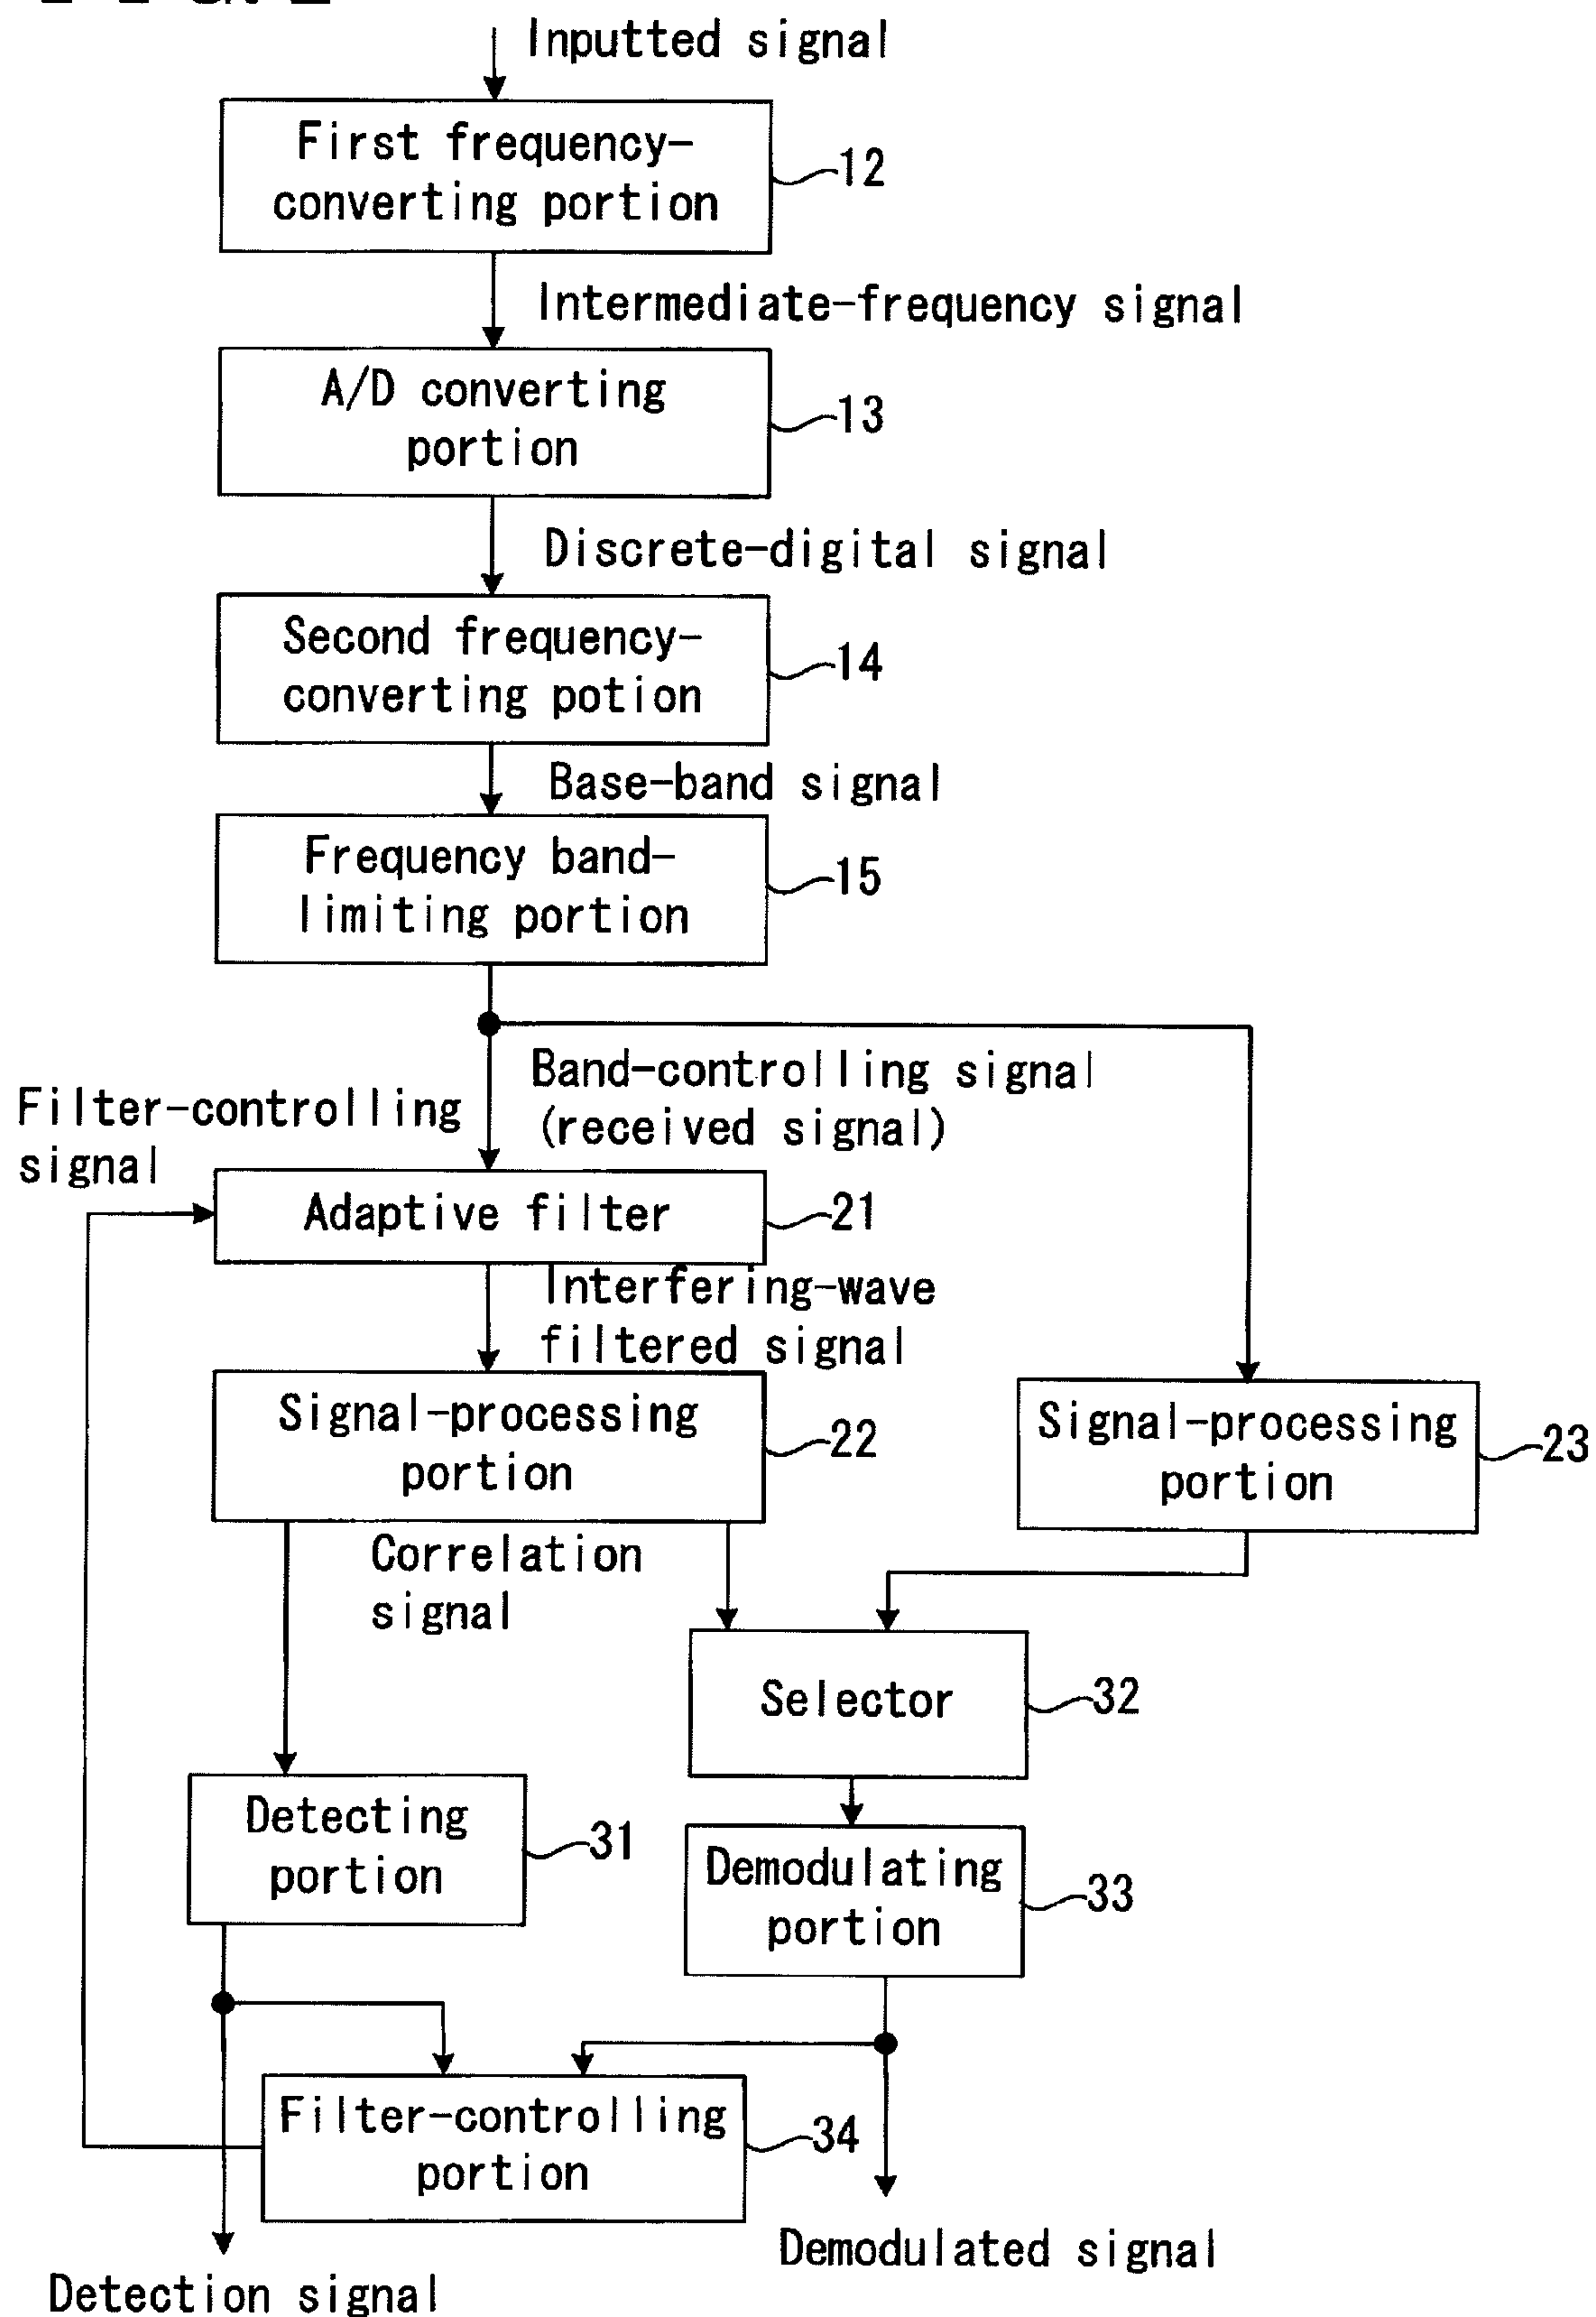 Inputted signal
First frequency-
converting portion
12
Intermediate-frequency signal
A/D converting
portion
13
Discrete-digital signal
Second frequency-
converting potion
14
Base-band signal
Frequency band-
limiting portion
15
Band-controlling signal
(received signal)
Filter-controlling
signal
Adaptive filter
21
Interfering-wave
filtered signal
Signal-processing
portion
22
Signal-processing
portion
23
Correlation
signal
Selector
32
Detecting
portion
31
Demodulating
portion
33
Filter-controlling
portion
34
Demodulated signal
Detection signal